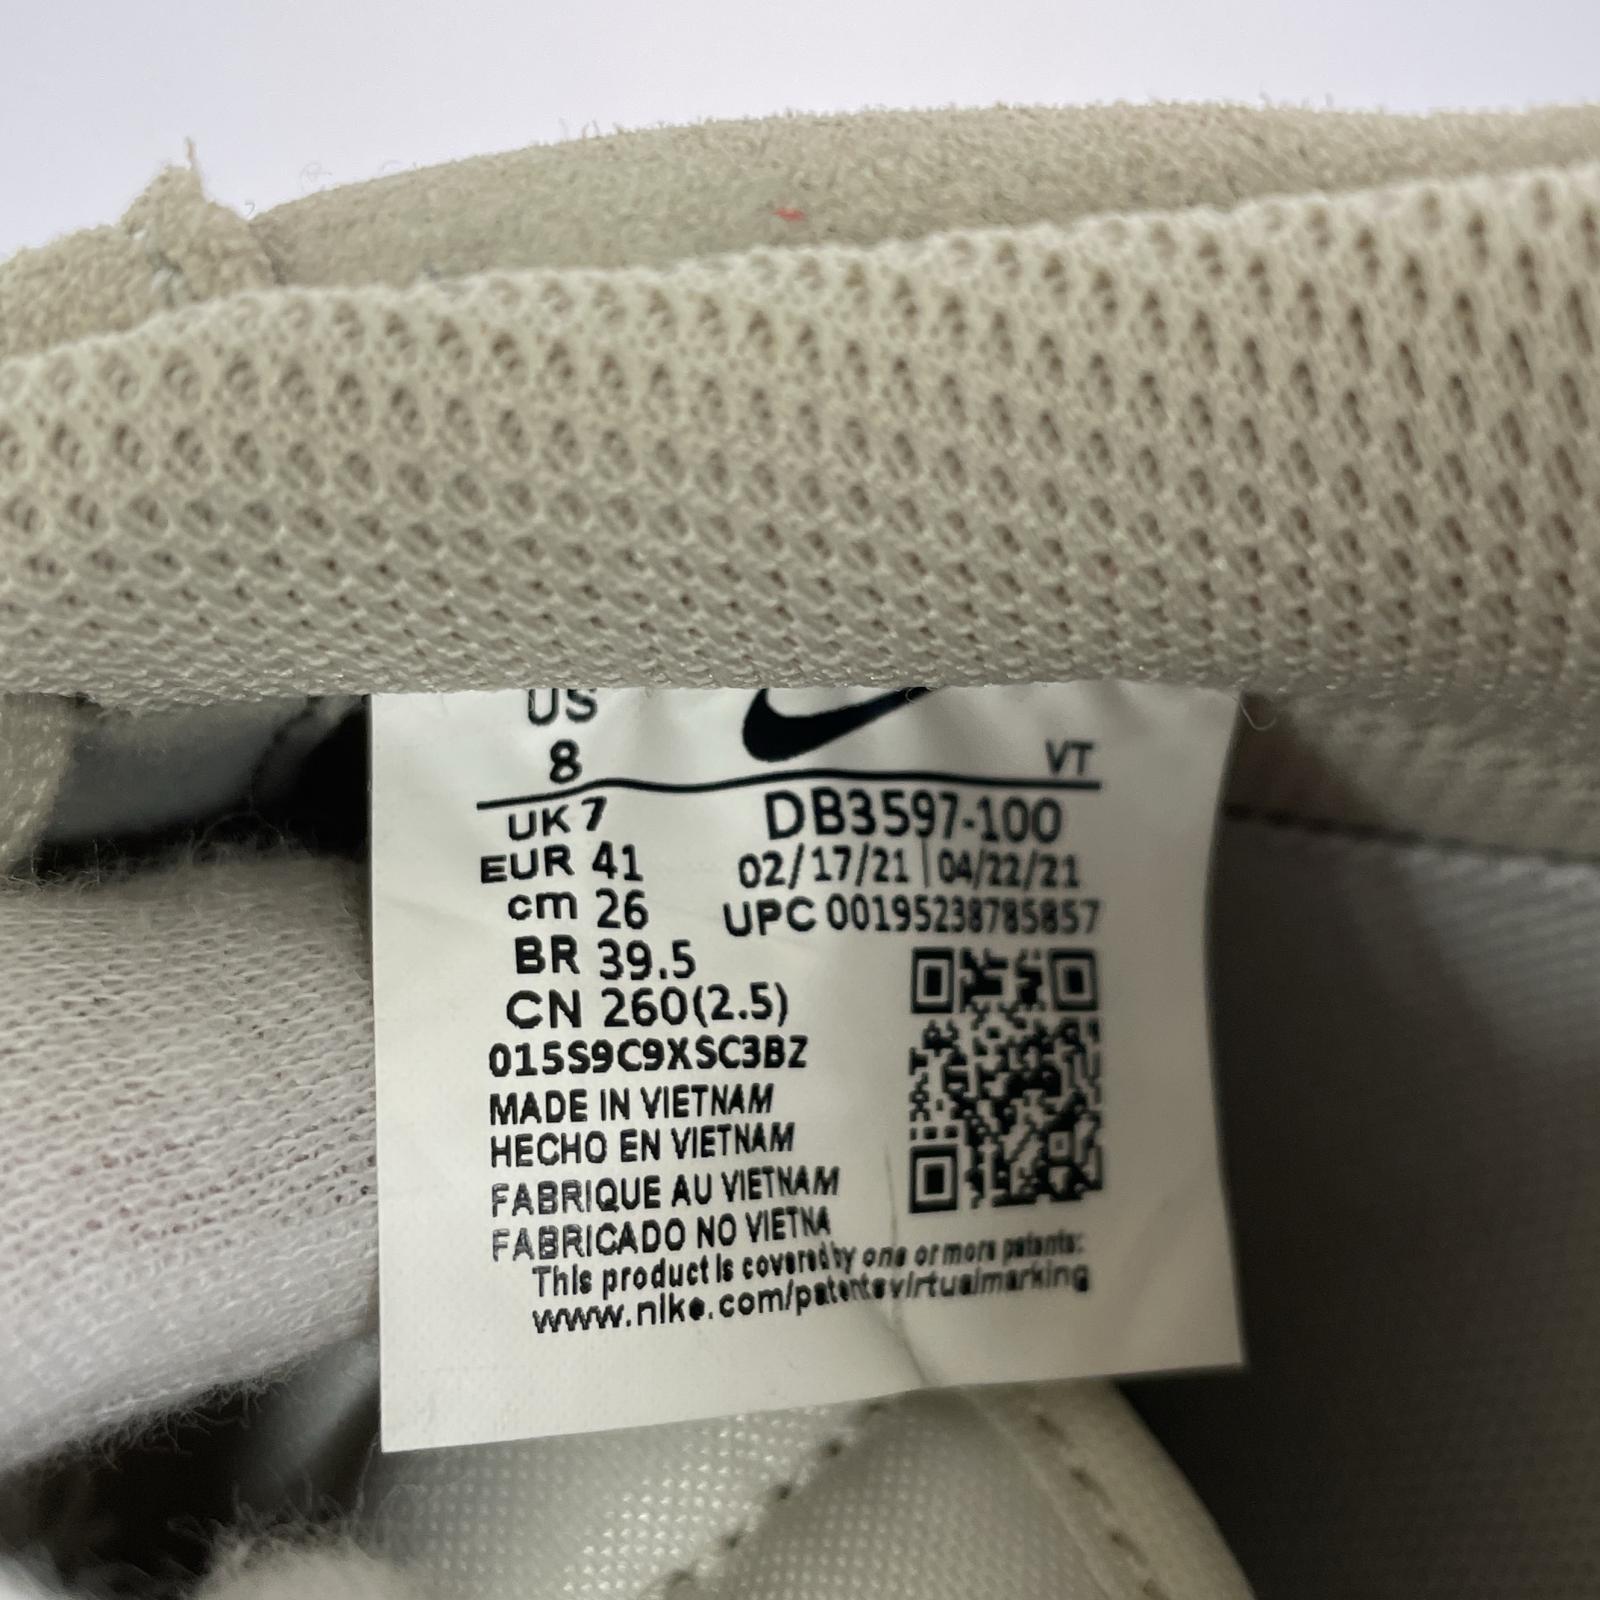 US
8 VT
UK 7 DB3597-100
EUR 41 02/17/21 | 04/22/21
cm 26 UPC 00195238785857
BR 39.5
CN 260(2.5)
015S9C9XSC3BZ
MADE IN VIETNAM
HECHO EN VIETNAM
FABRIQUE AU VIETNAM
FABRICADO NO VIETNA
This product is covered by one or more patents:
www.nike.com/patentsvirtualmarking